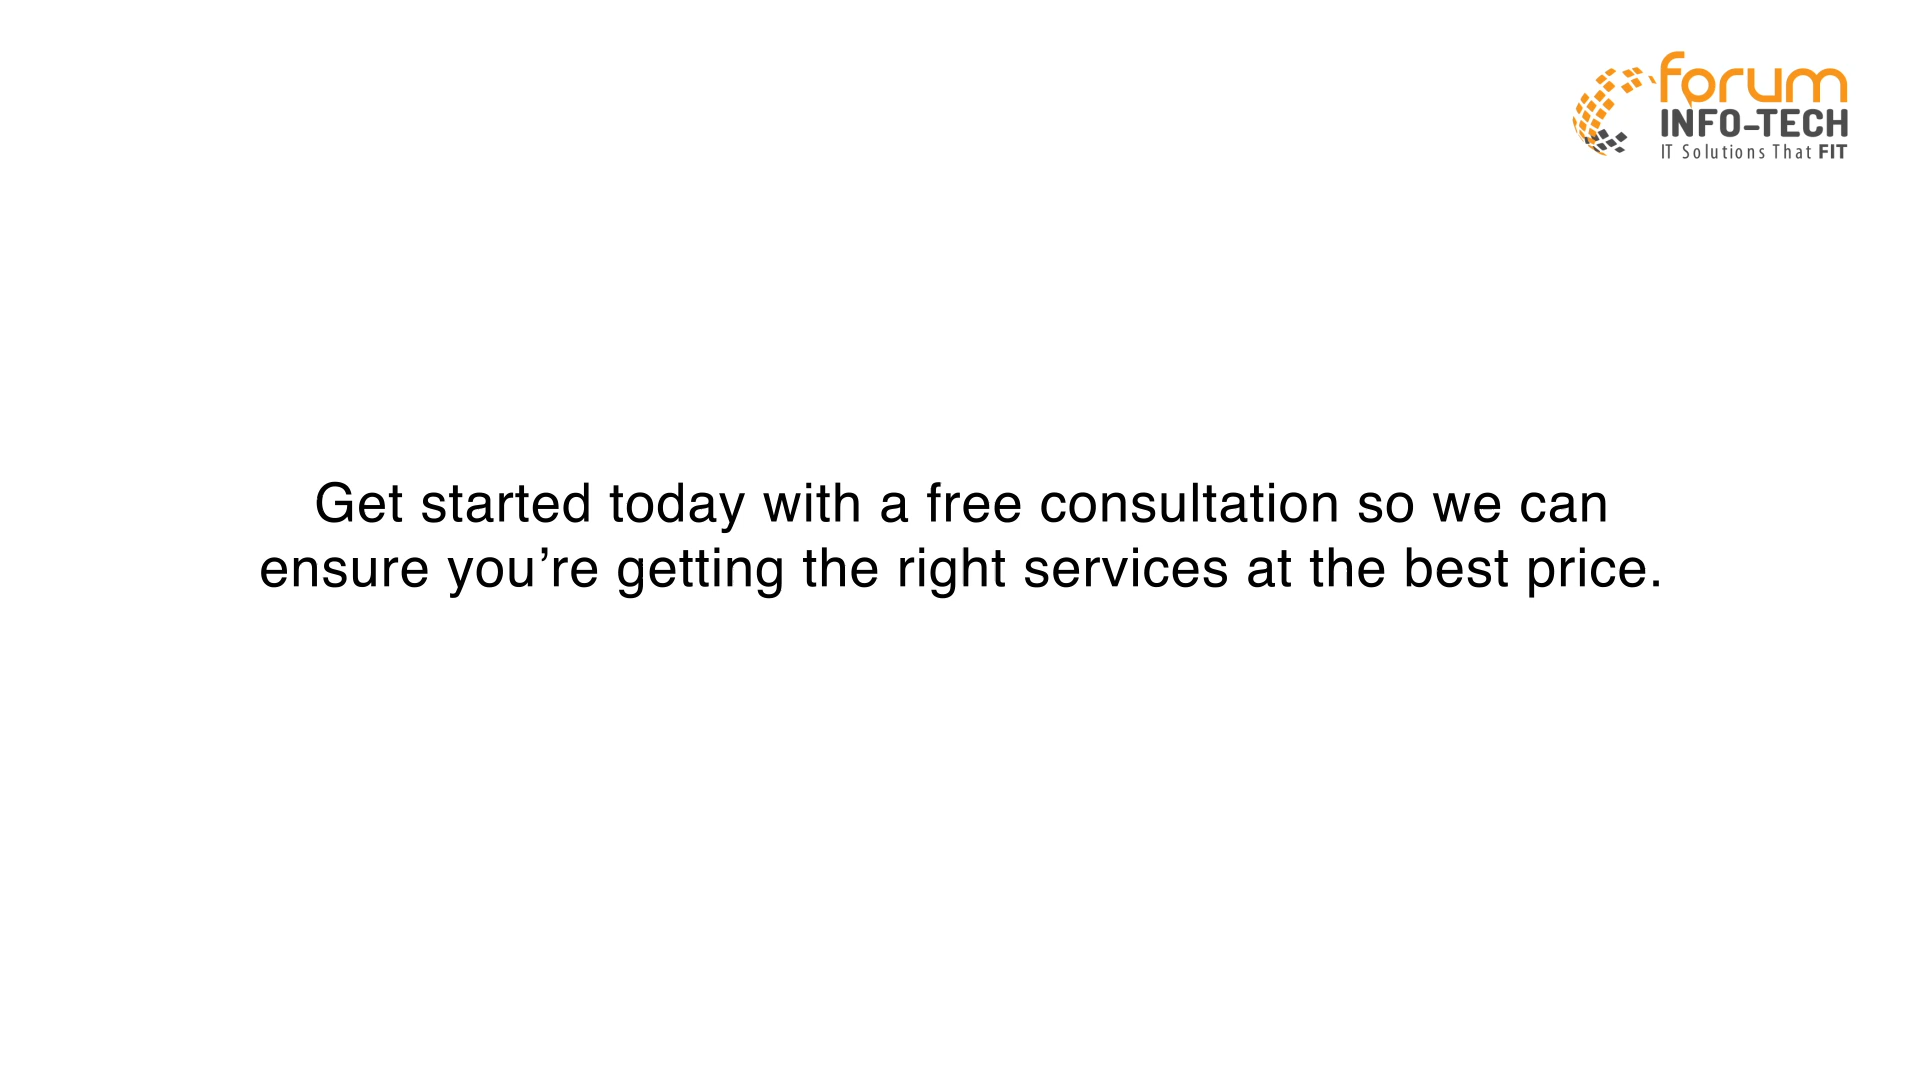 forum
INFO-TECH
IT Solutions That FIT
Get started today with a free consultation so we can
ensure you’re getting the right services at the best price.